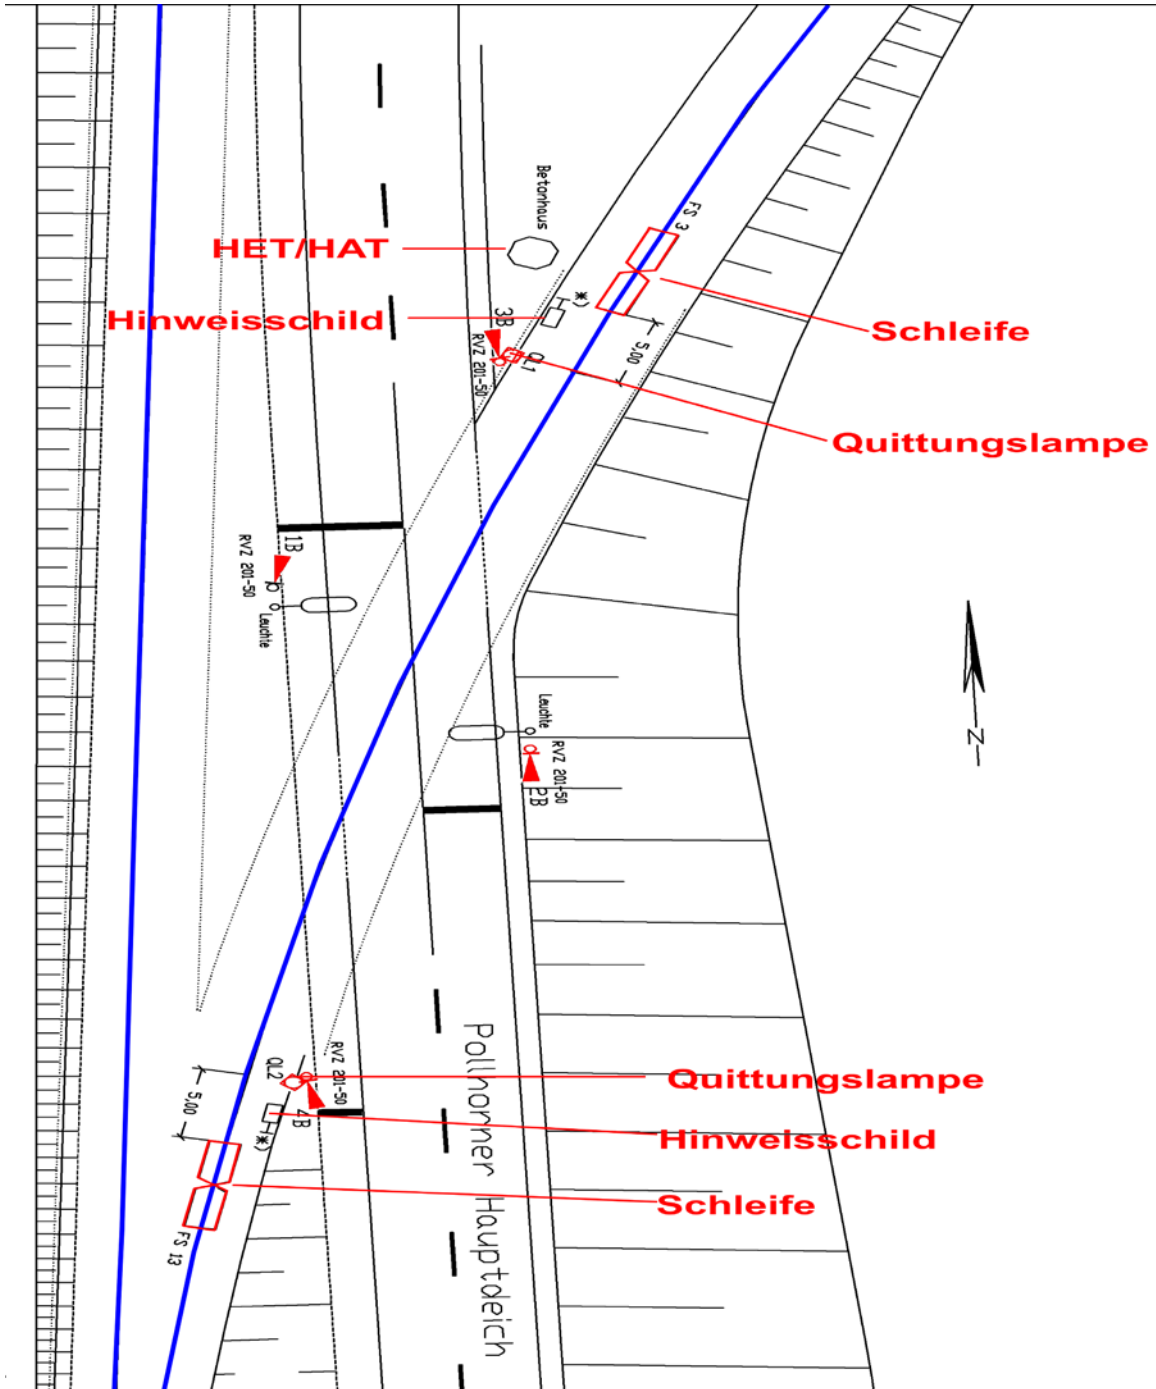 Betonhaus
FS 3
HET/HAT
*)
Hinweisschild
3B
Schleife
RVZ 201-50
QL1
5,00
Quittungslampe
1B
RVZ 201-50
Leuchte
Leuchte
RVZ 201-50
2B
N
Pollhorner Hauptdeich
RVZ 201-50
QL2
Quittungslampe
5,00
4B
*)
Hinweisschild
Schleife
FS 13